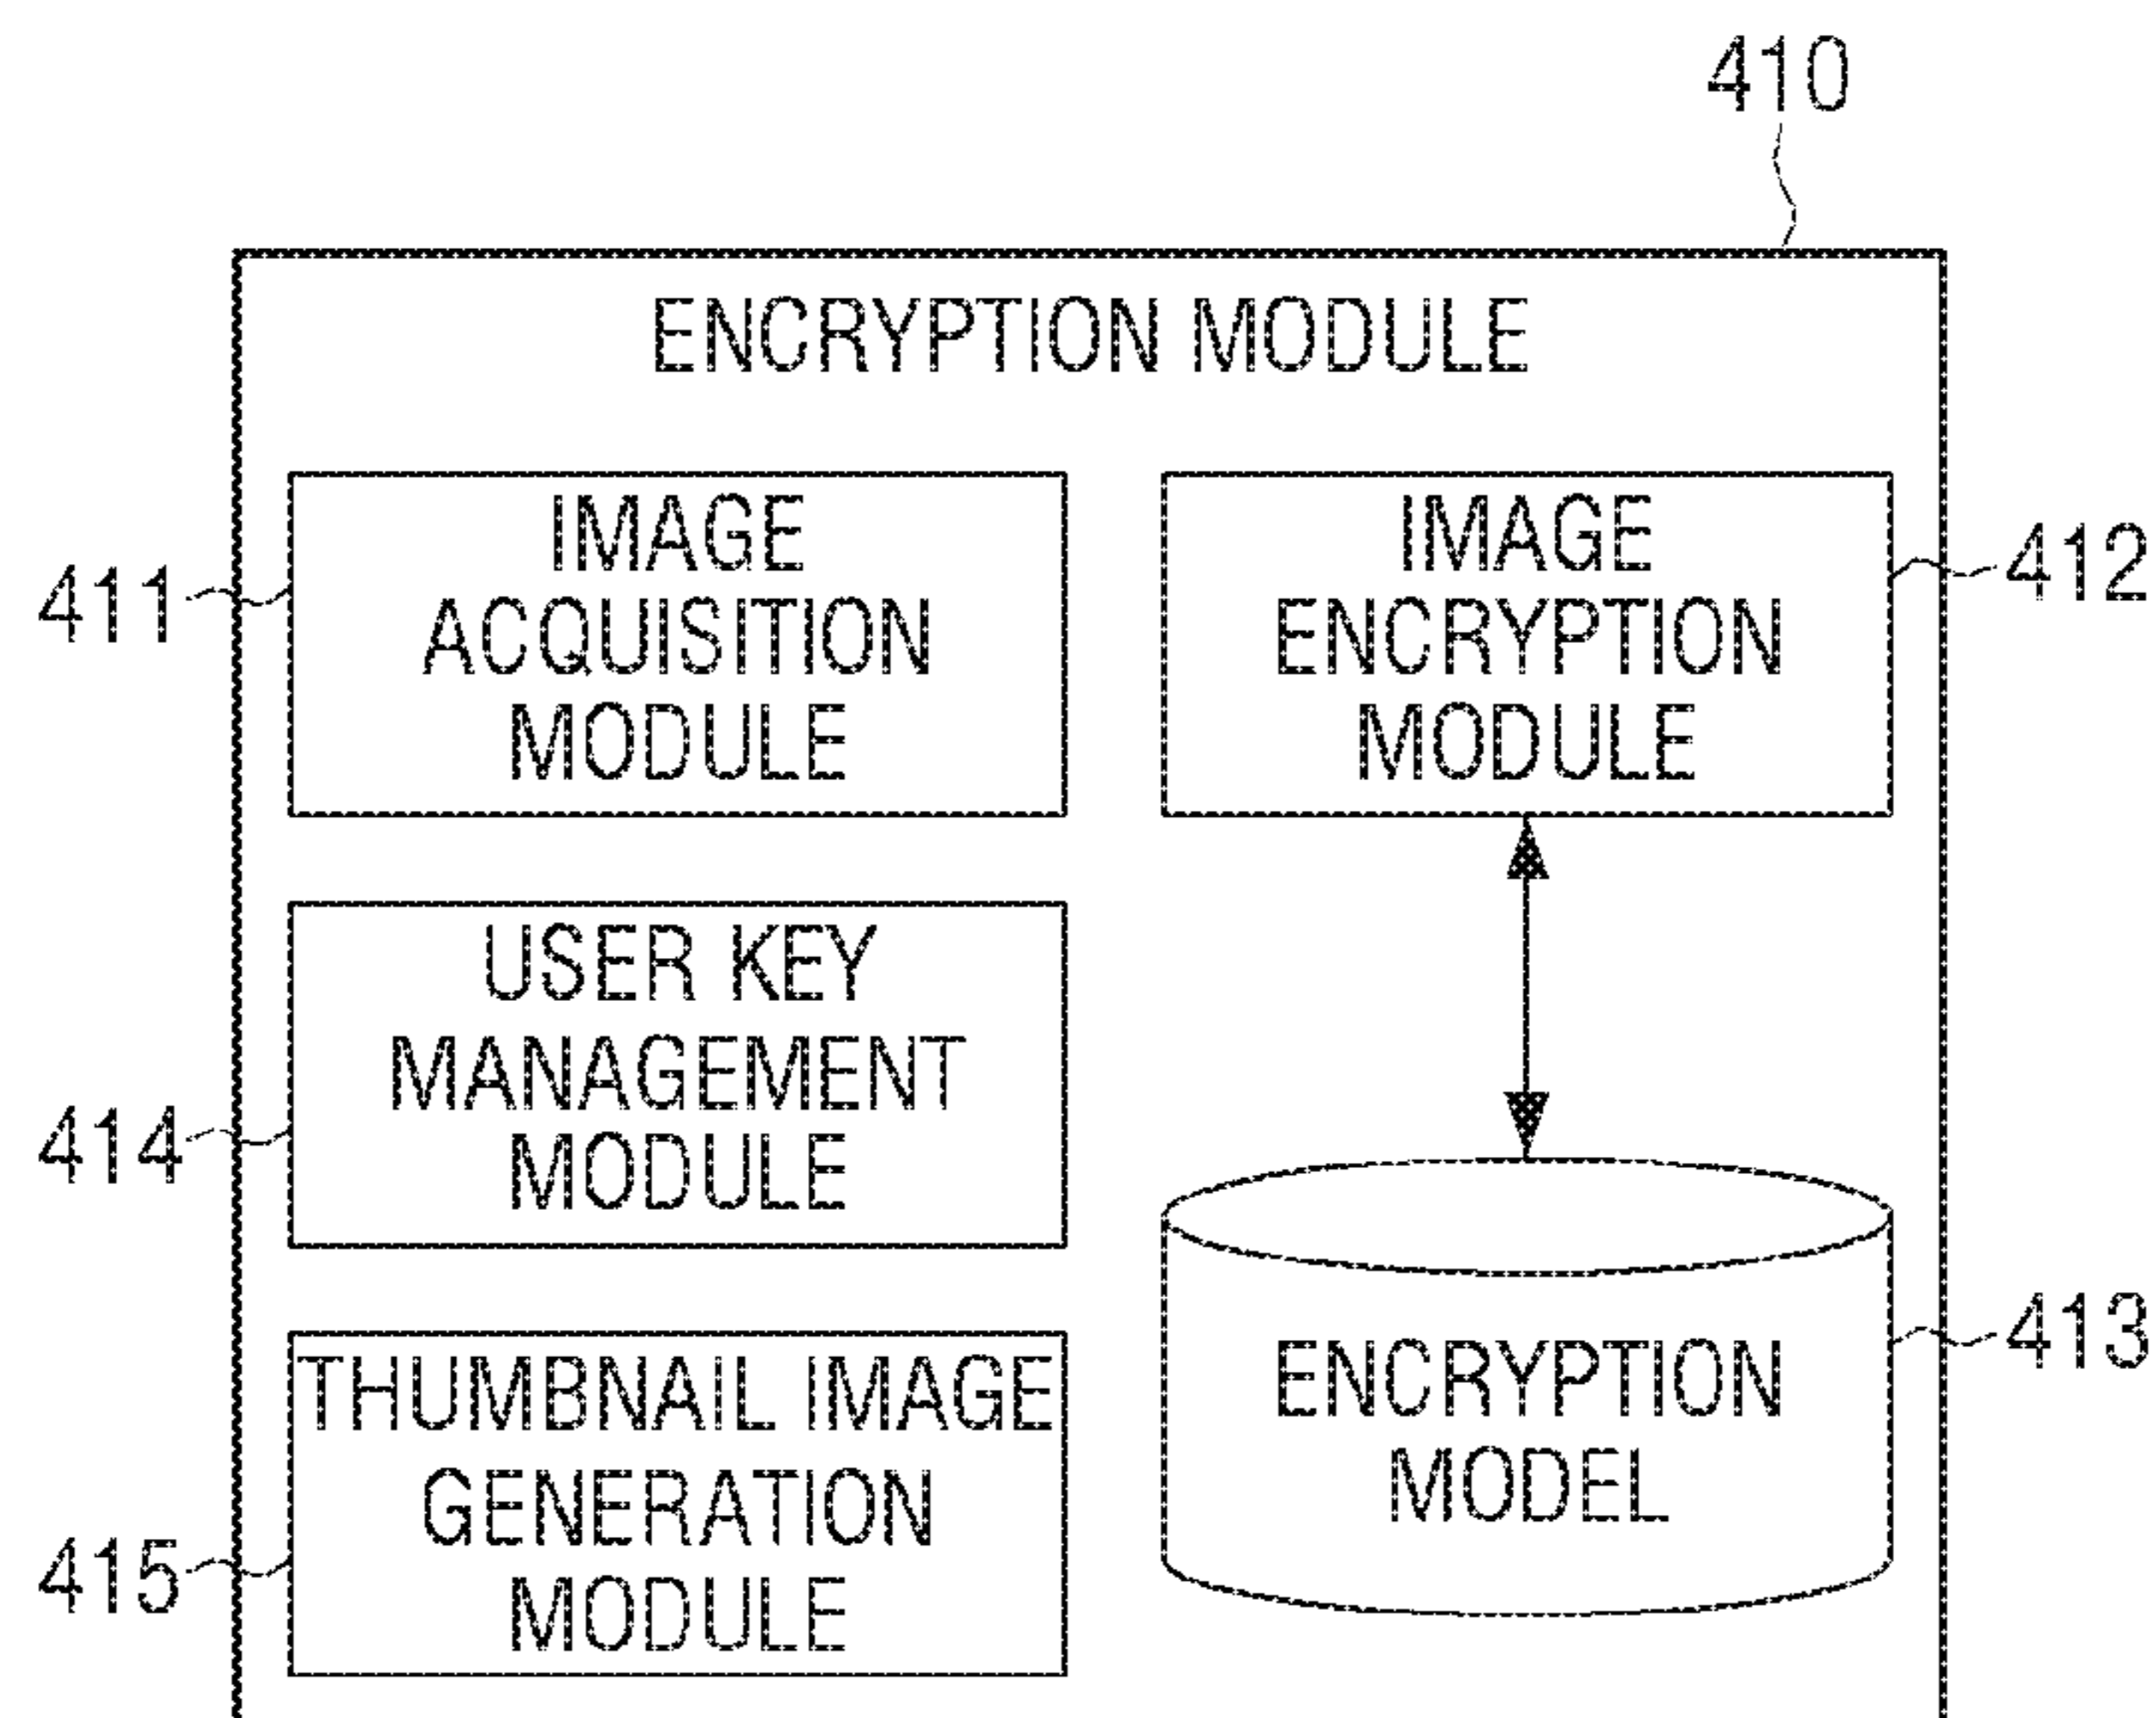 410
ENCRYPTION MODULE
411
IMAGE
ACQUISITION
MODULE
IMAGE
ENCRYPTION
MODULE
412
414
USER KEY
MANAGEMENT
MODULE
415
THUMBNAIL IMAGE
GENERATION
MODULE
ENCRYPTION
MODEL
413